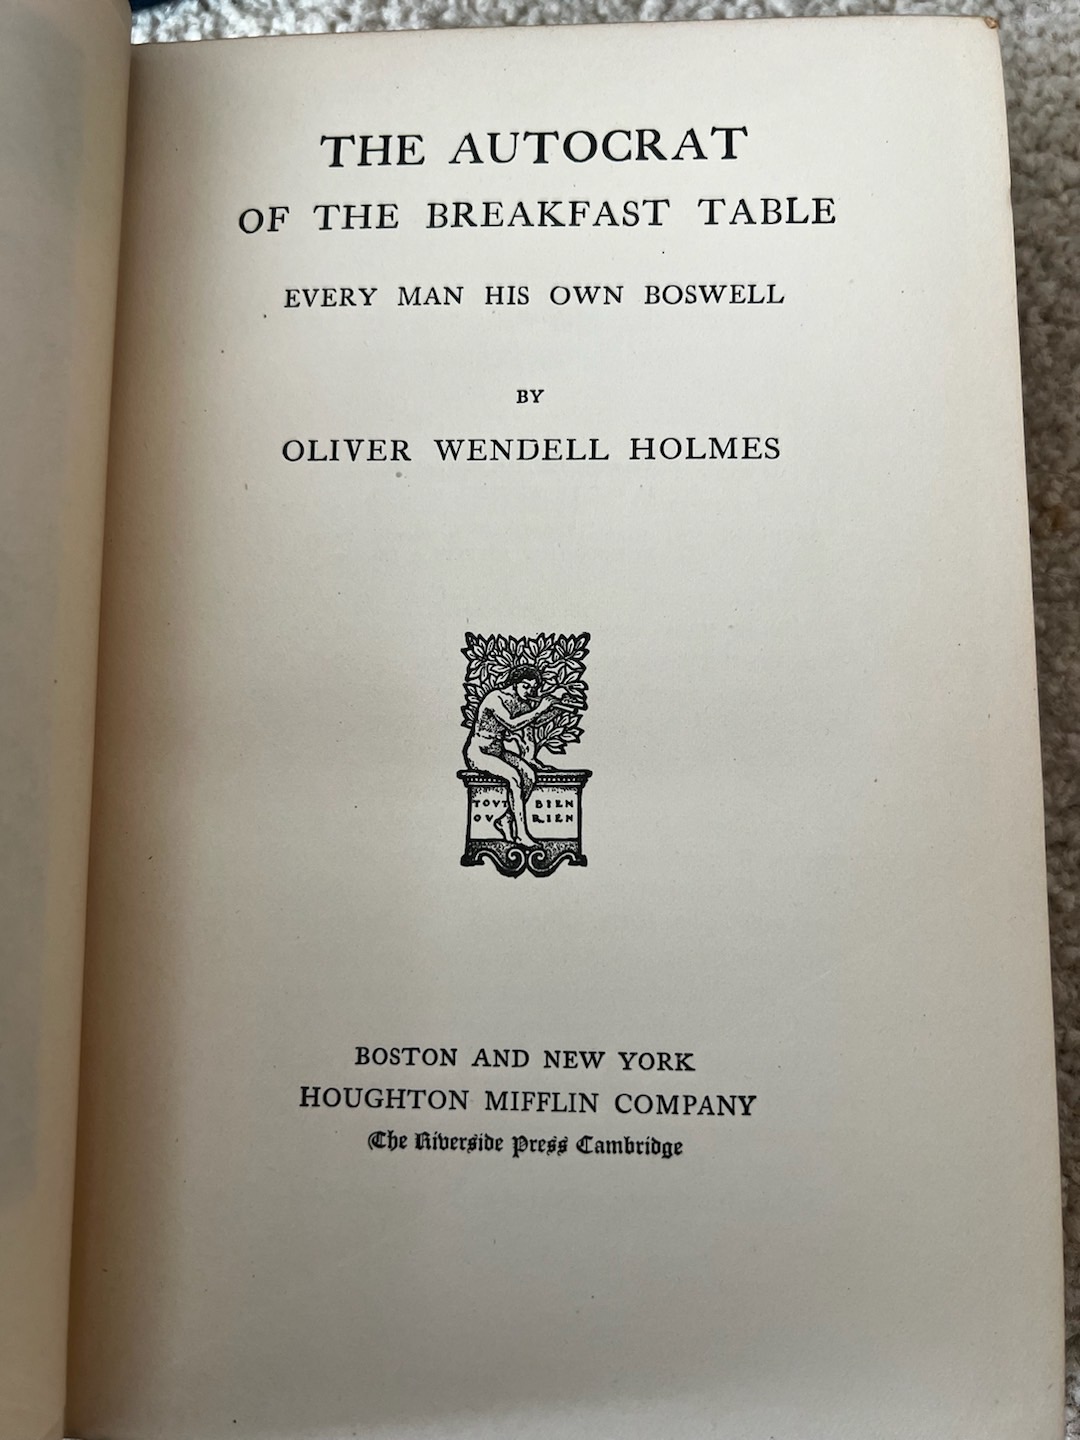 THE AUTOCRAT
OF THE BREAKFAST TABLE
EVERY MAN HIS OWN BOSWELL
BY
OLIVER WENDELL HOLMES
TOVT BIEN
OV RIEN
BOSTON AND NEW YORK
HOUGHTON MIFFLIN COMPANY
The Riverside Press Cambridge